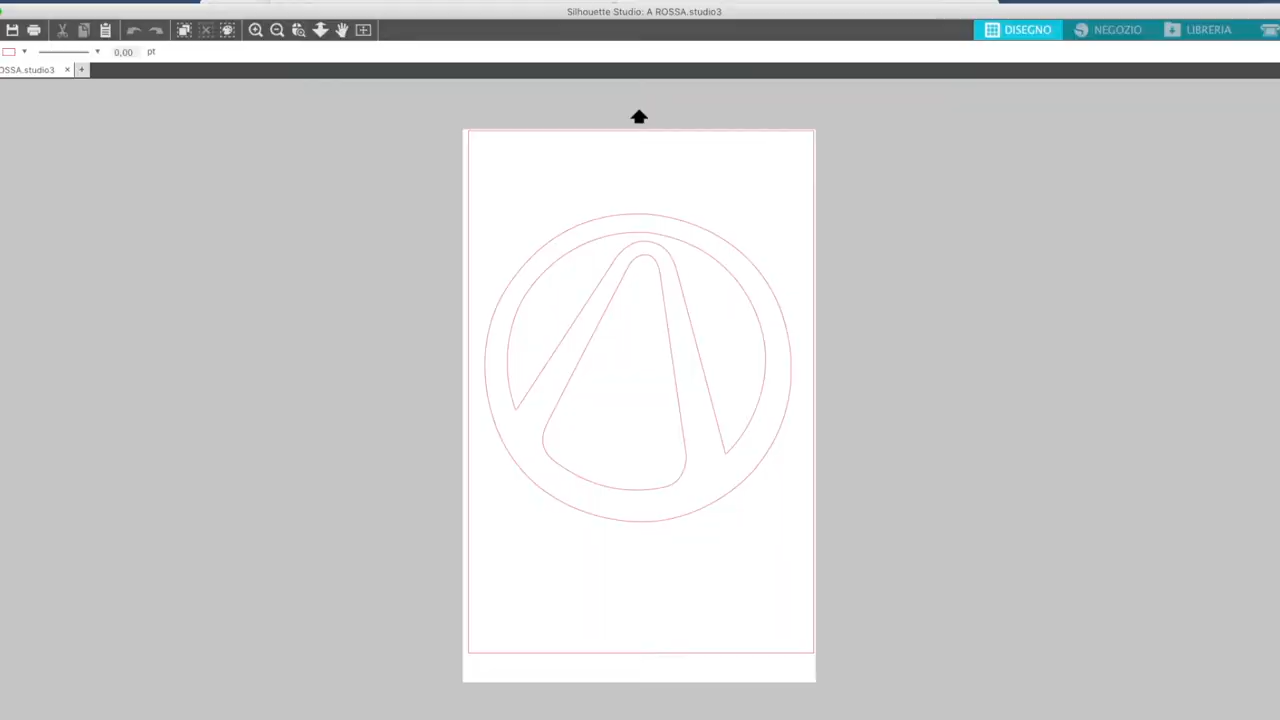 Silhouette Studio: A ROSSA.studio3
DISEGNO
NEGOZIO
LIBRERIA
0,00 pt
OSSA.studio3